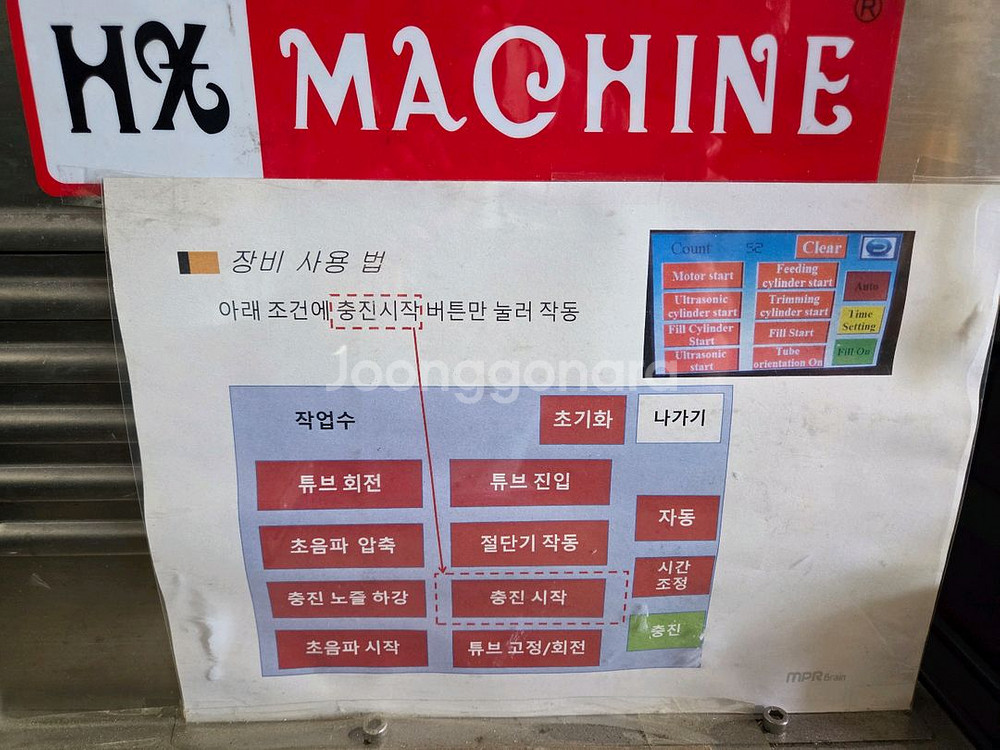 HX MACHINE ®
장비 사용 법
아래 조건에 충진시작 버튼만 눌러 작동
Count 52 Clear
Motor start
Feeding cylinder start
Auto
Ultrasonic cylinder start
Trimming cylinder start
Time Setting
Fill Cylinder Start
Fill Start
Fill On
Ultrasonic start
Tube orientation On
Joonggonara
작업수
초기화
나가기
튜브 회전
튜브 진입
자동
초음파 압축
절단기 작동
시간
조정
충진 노즐 하강
충진 시작
충진
초음파 시작
튜브 고정/회전
MPR Brain